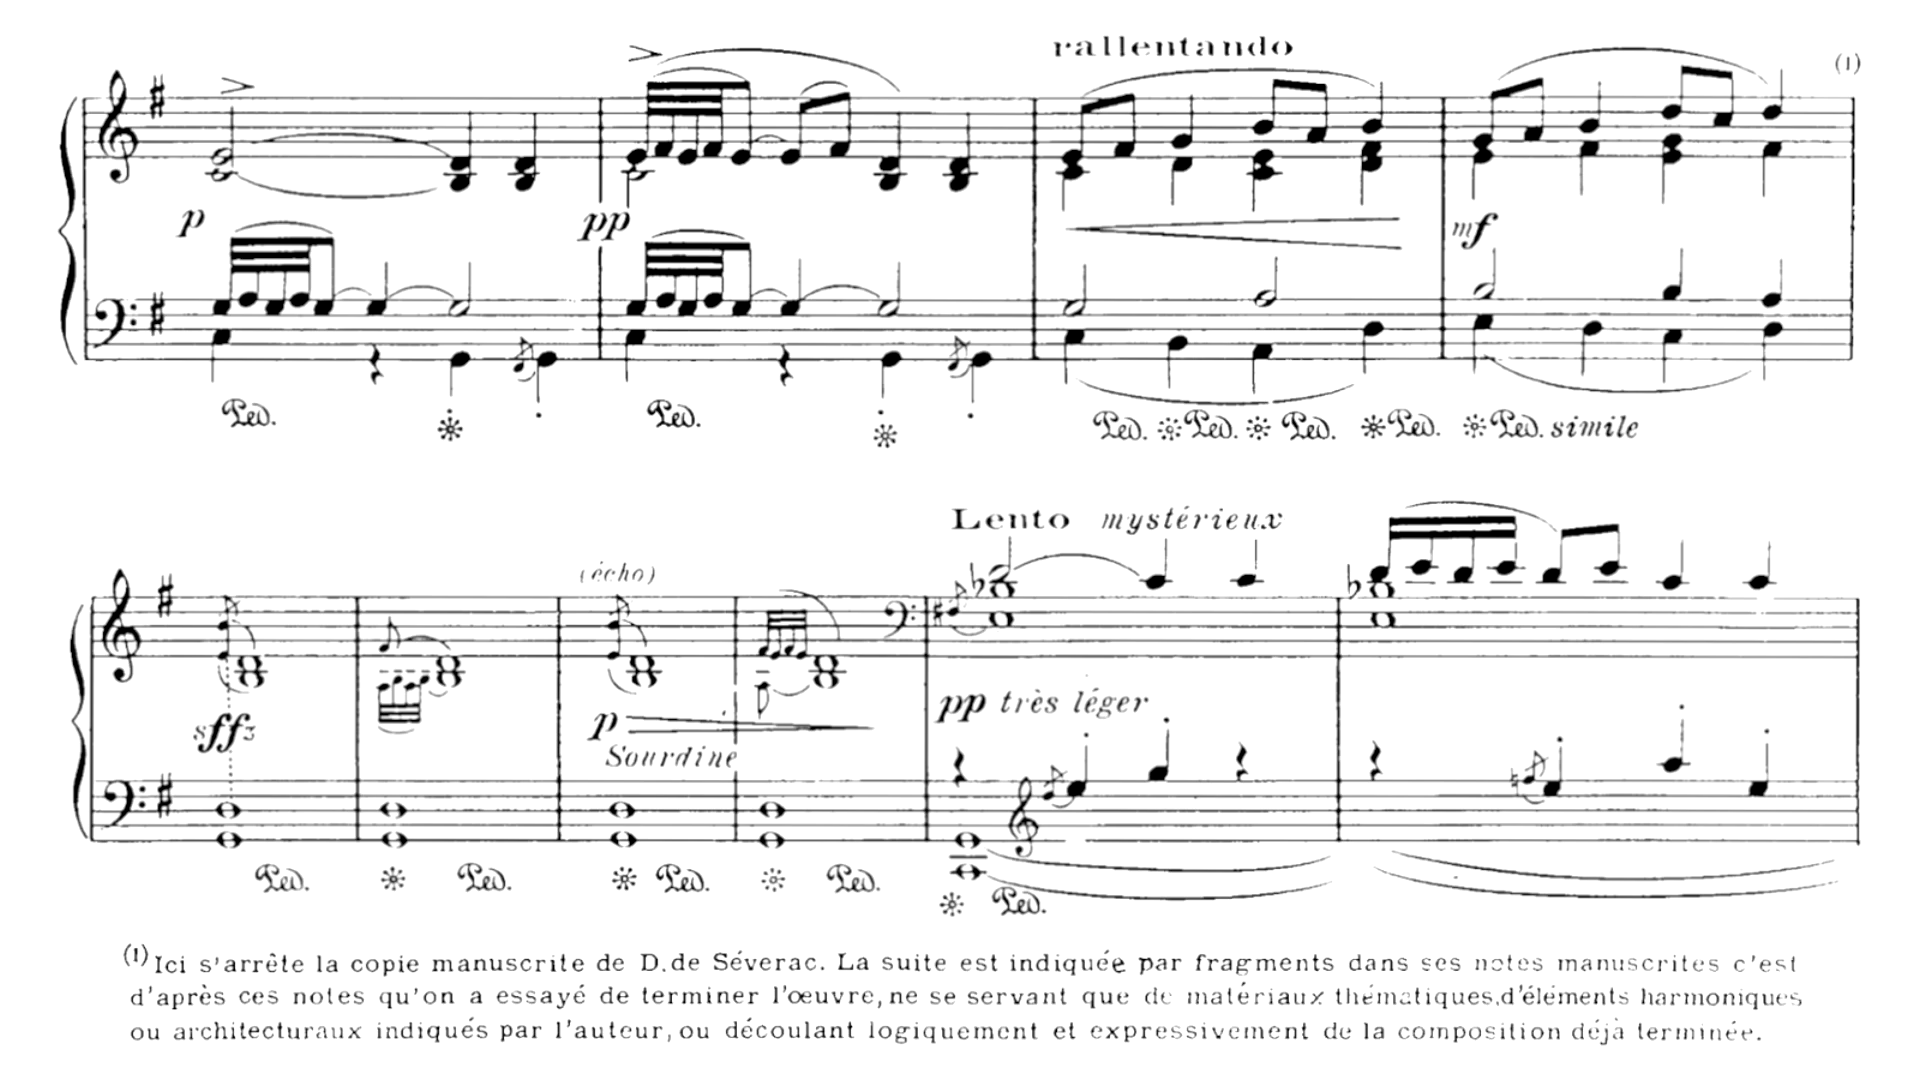 rallentando
(1)
p
pp
mf
Ped. Ped. Ped. Ped. Ped. Ped. Ped. simile
Lento mystérieux
(écho)
sffz
p
pp très léger
Sourdine
Ped. Ped. Ped. Ped.
Ped.
(1) Ici s'arrête la copie manuscrite de D. de Séverac. La suite est indiquée par fragments dans ses notes manuscrites c'est
d'après ces notes qu'on a essayé de terminer l'œuvre, ne se servant que de matériaux thématiques, d'éléments harmoniques
ou architecturaux indiqués par l'auteur, ou découlant logiquement et expressivement de la composition déjà terminée.